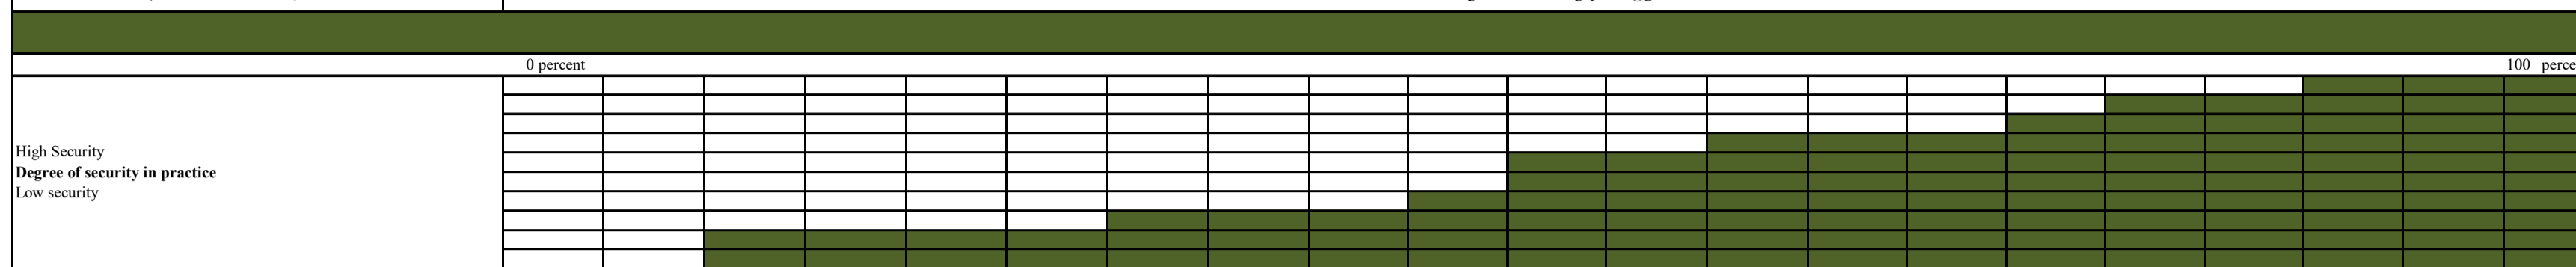 0 percent
100 perce
High Security
Degree of security in practice
Low security